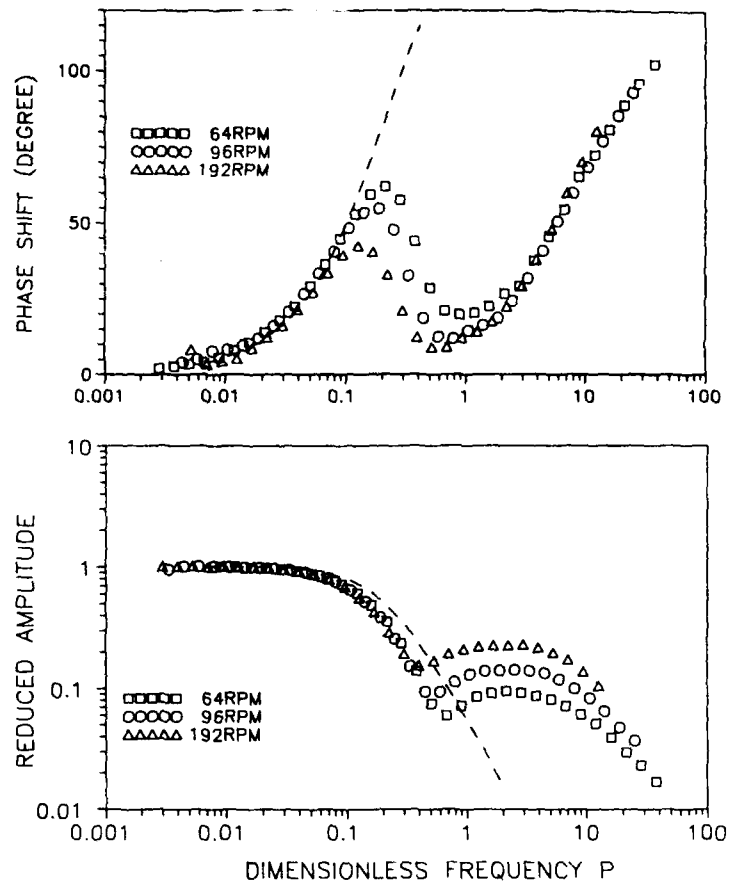 PHASE SHIFT (DEGREE)
100
50
0
64RPM
96RPM
192RPM
0.001
0.01
0.1
1
10
100
REDUCED AMPLITUDE
10
1
0.1
0.01
64RPM
96RPM
192RPM
0.001
0.01
0.1
1
10
100
DIMENSIONLESS FREQUENCY P